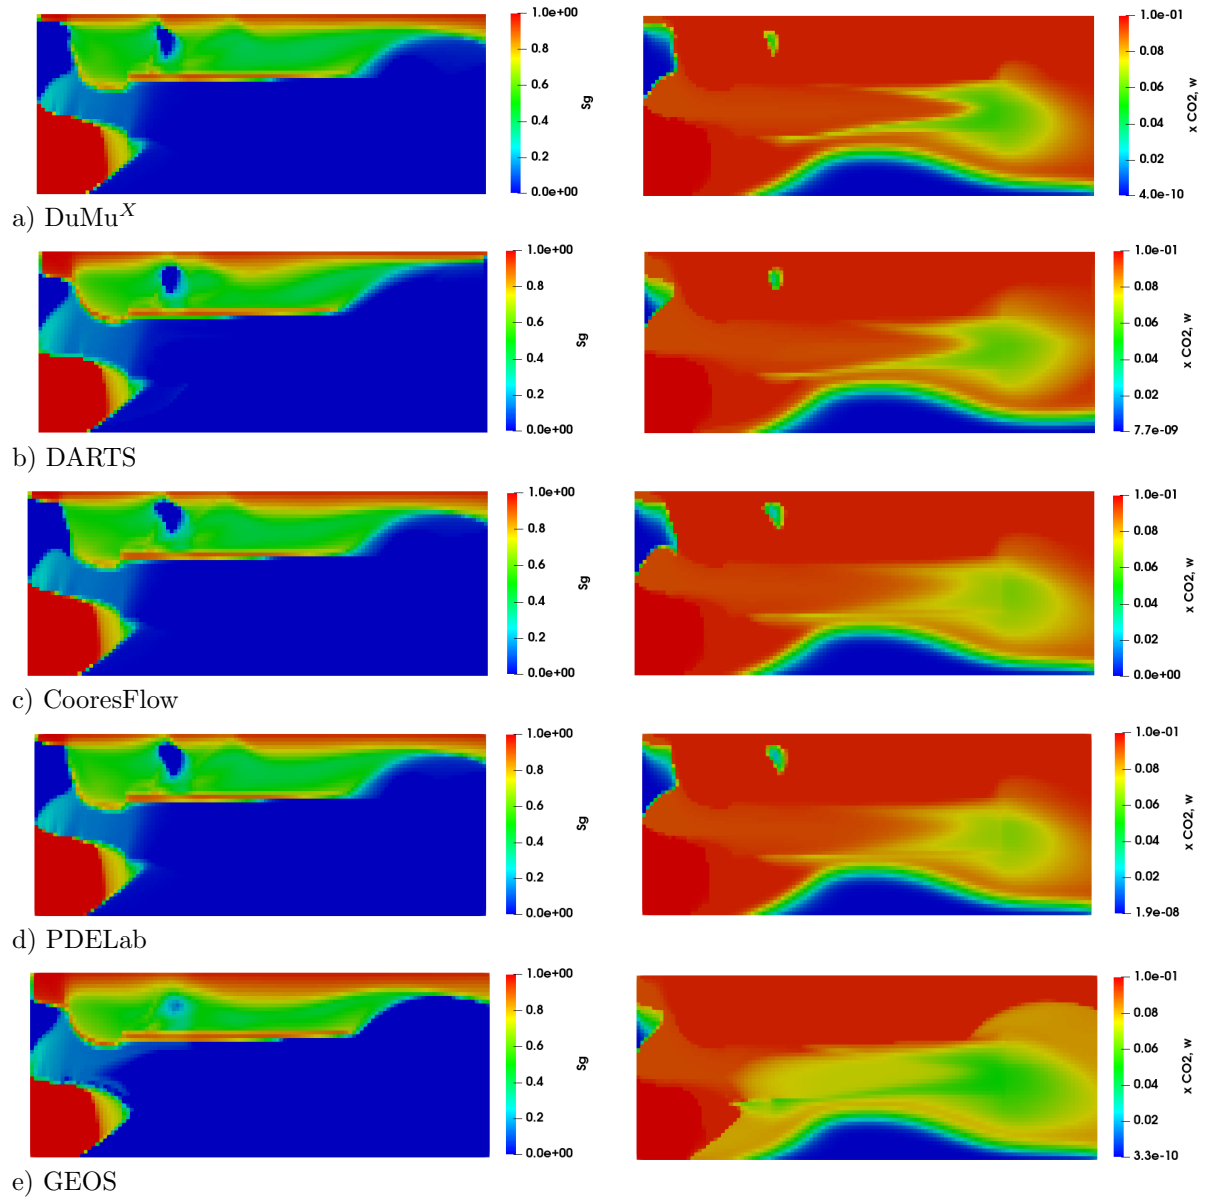 1.0e+00
0.8
0.6
Sg
0.4
0.2
0.0e+00
1.0e-01
0.08
0.06
x CO2, w
0.04
0.02
4.0e-10
a) DuMuX
1.0e+00
0.8
0.6
Sg
0.4
0.2
0.0e+00
1.0e-01
0.08
0.06
x CO2, w
0.04
0.02
7.7e-09
b) DARTS
1.0e+00
0.8
0.6
Sg
0.4
0.2
0.0e+00
1.0e-01
0.08
0.06
x CO2, w
0.04
0.02
0.0e+00
c) CooresFlow
1.0e+00
0.8
0.6
Sg
0.4
0.2
0.0e+00
1.0e-01
0.08
0.06
x CO2, w
0.04
0.02
1.9e-08
d) PDELab
1.0e+00
0.8
0.6
Sg
0.4
0.2
0.0e+00
1.0e-01
0.08
0.06
x CO2, w
0.04
0.02
3.3e-10
e) GEOS